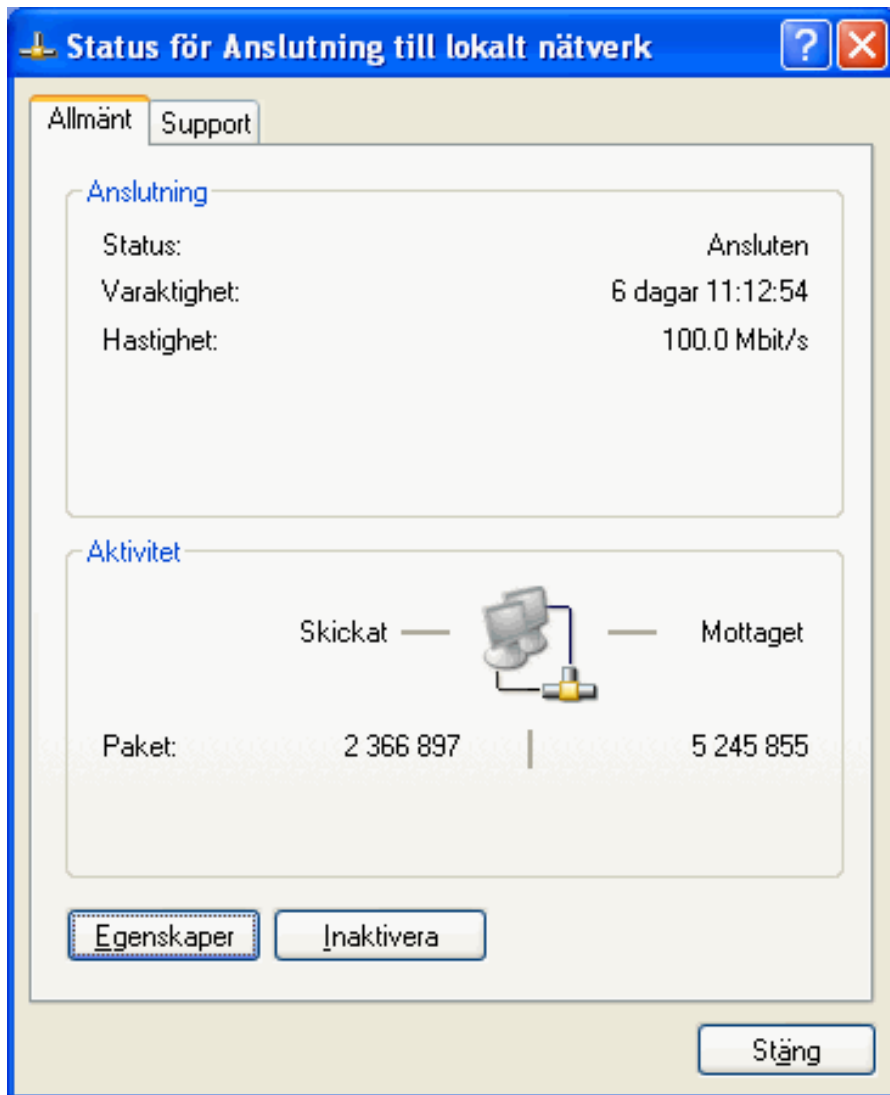 Status för Anslutning till lokalt nätverk
Allmänt Support
Anslutning
Status: Ansluten
Varaktighet: 6 dagar 11:12:54
Hastighet: 100.0 Mbit/s
Aktivitet
Skickat — — Mottaget
Paket: 2 366 897 | 5 245 855
Egenskaper Inaktivera
Stäng